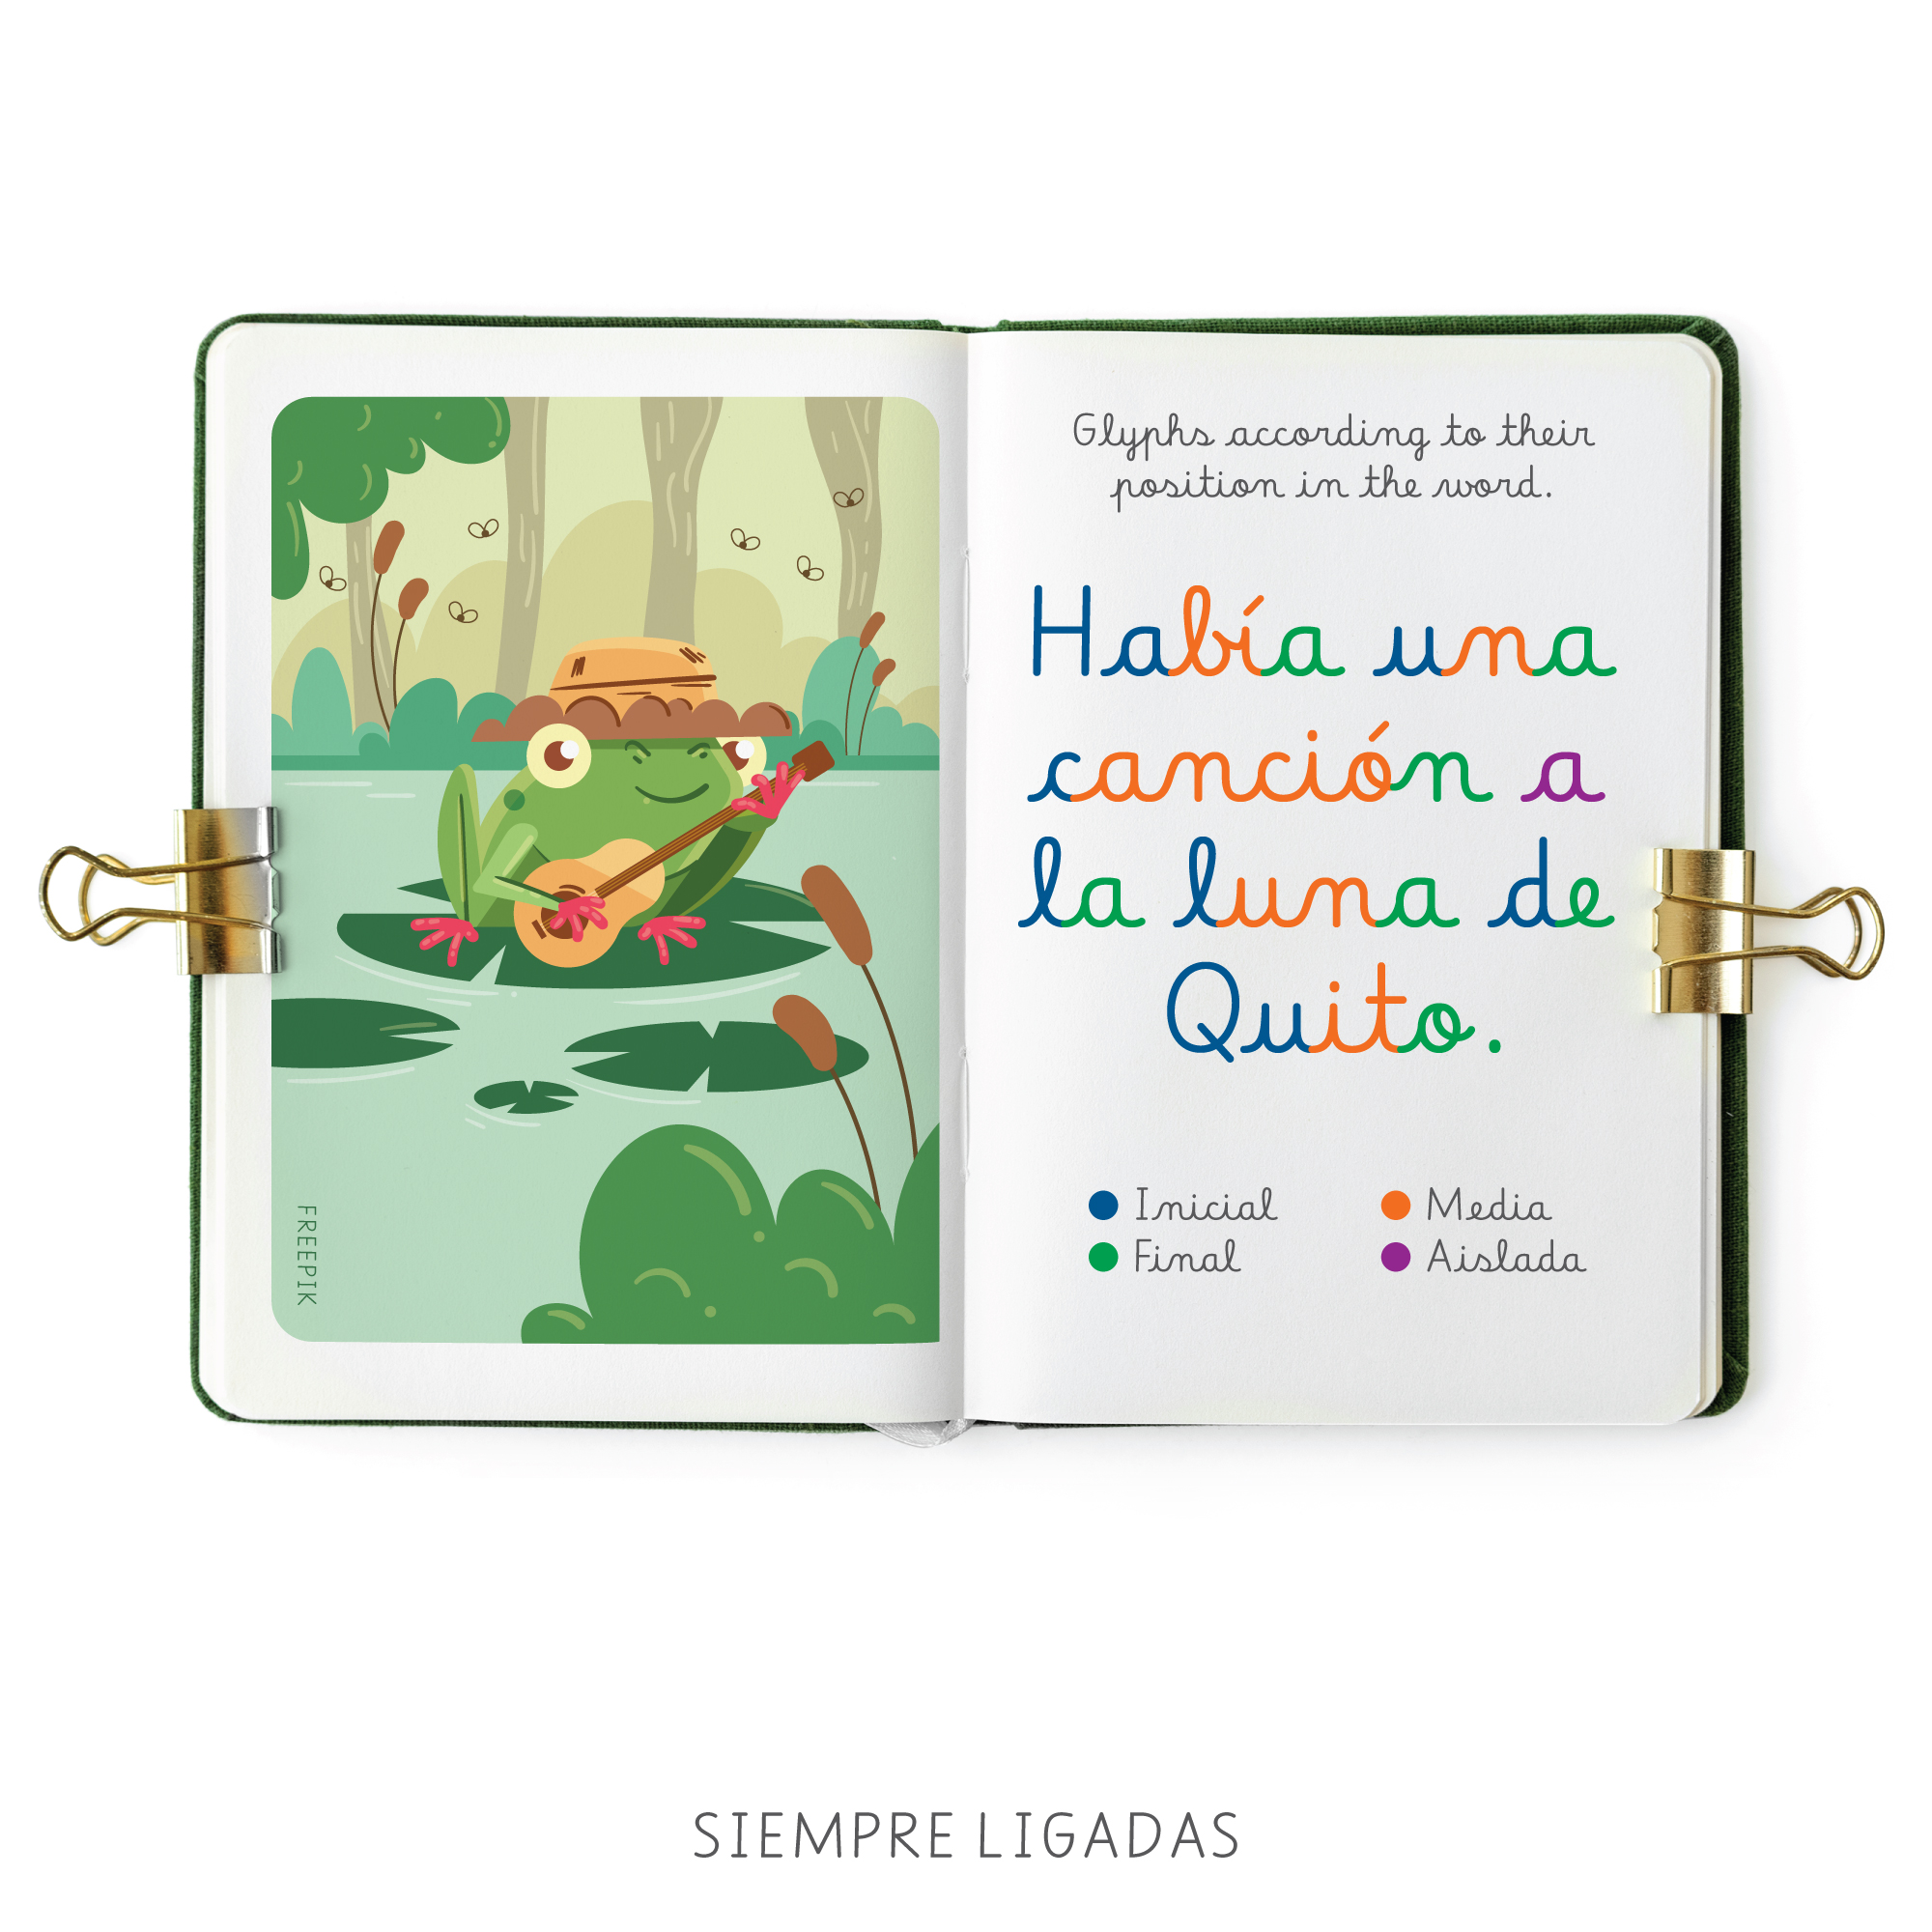 FREEPIK
Glyphs according to their
position in the word.
Había una
canción a
la luna de
Quito.
Inicial
Media
Final
Aislada
SIEMPRE LIGADAS